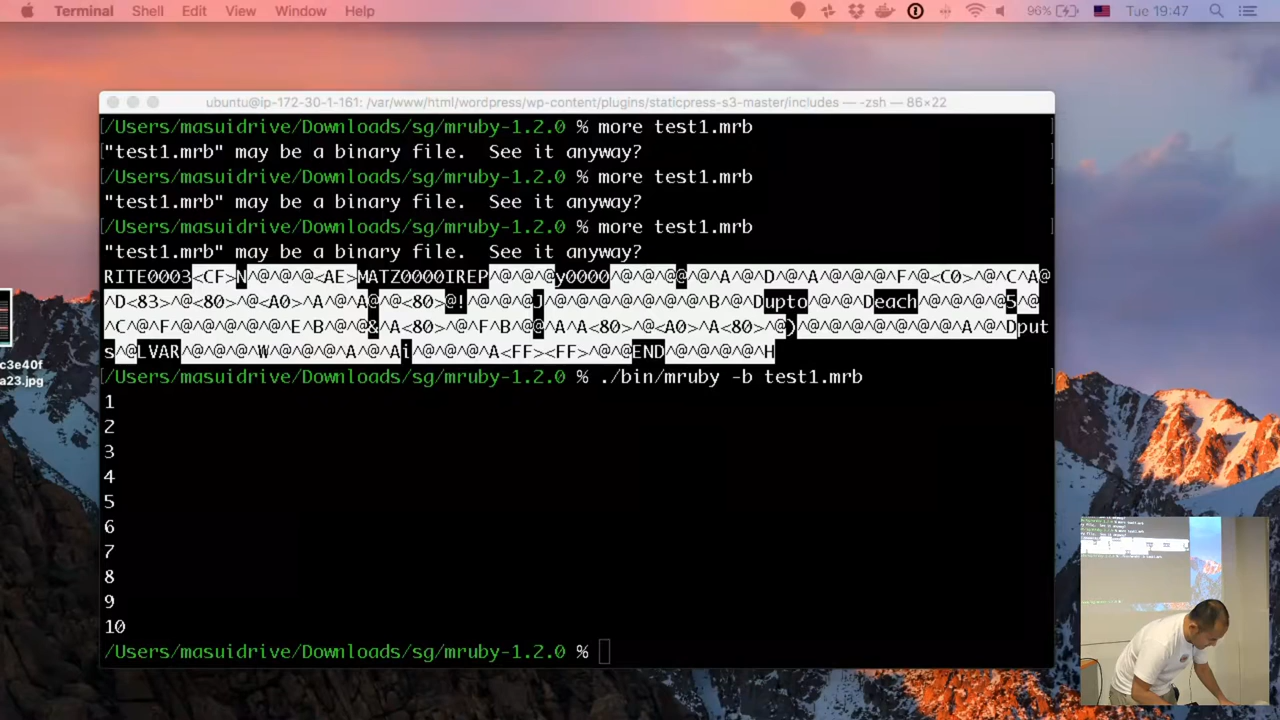 Terminal Shell Edit View Window Help 96% Tue 19:47
ubuntu@ip-172-30-1-161: /var/www/html/wordpress/wp-content/plugins/staticpress-s3-master/includes — -zsh — 86×22
[/Users/masuidrive/Downloads/sg/mruby-1.2.0 % more test1.mrb ]
["test1.mrb" may be a binary file.  See it anyway? ]
[/Users/masuidrive/Downloads/sg/mruby-1.2.0 % more test1.mrb ]
["test1.mrb" may be a binary file.  See it anyway? ]
[/Users/masuidrive/Downloads/sg/mruby-1.2.0 % more test1.mrb ]
"test1.mrb" may be a binary file.  See it anyway?
RITE0003<CF>N^@^@^@<AE>MATZ0000IREP^@^@^@y0000^@^@^@@^@^A^@^D^@^A^@^@^@^F^@<C0>^@^C^A@
^D<83>^@<80>^@<A0>^A^@^A@^@<80>@!^@^@^@J^@^@^@^@^@^@^@^B^@^Dupto^@^@^Deach^@^@^@^@5^@
^C^@^F^@^@^@^@^E^B^@^@&^A<80>^@^F^B^@@^A^A<80>^@<A0>^A<80>^@)^@^@^@^@^@^@^@^A^@^Dput
s^@LVAR^@^@^@^W^@^@^@^A^@^Ai^@^@^@^A<FF><FF>^@^@END^@^@^@^@^H
[/Users/masuidrive/Downloads/sg/mruby-1.2.0 % ./bin/mruby -b test1.mrb ]
1
2
3
4
5
6
7
8
9
10
/Users/masuidrive/Downloads/sg/mruby-1.2.0 %
c3e40f
a23.jpg